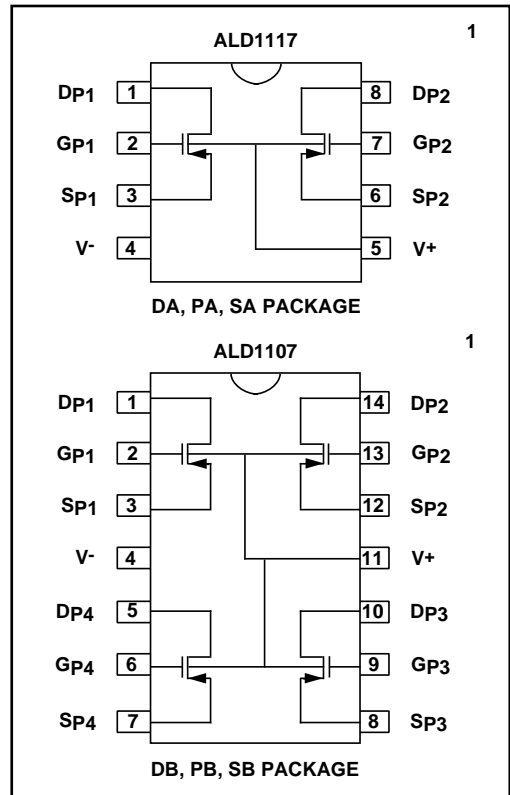 ALD1117 1
DP1 1 8 DP2
GP1 2 7 GP2
SP1 3 6 SP2
V- 4 5 V+
DA, PA, SA PACKAGE
ALD1107 1
DP1 1 14 DP2
GP1 2 13 GP2
SP1 3 12 SP2
V- 4 11 V+
DP4 5 10 DP3
GP4 6 9 GP3
SP4 7 8 SP3
DB, PB, SB PACKAGE